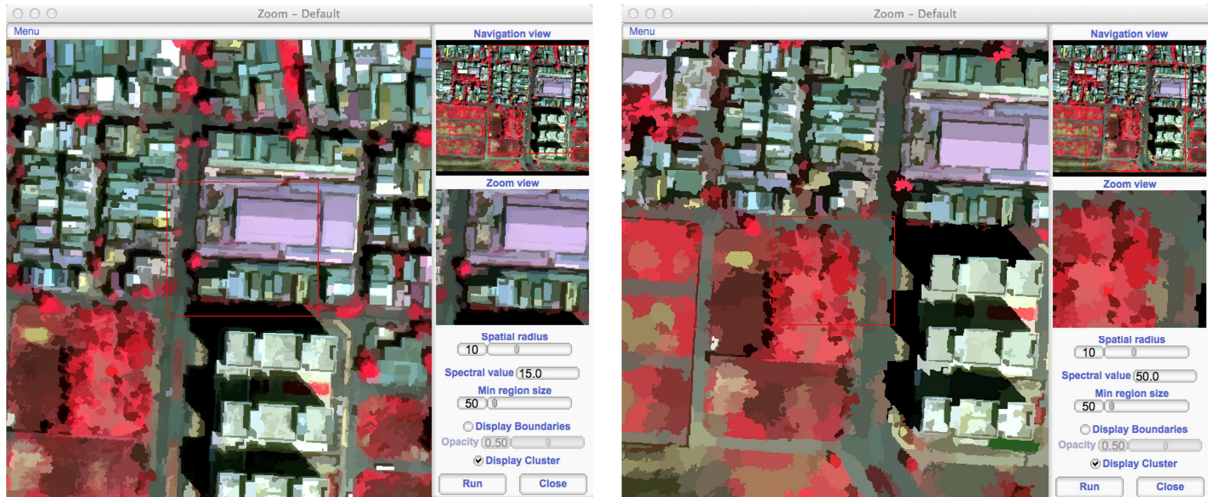 Zoom – Default
Menu
Navigation view
Zoom view
Spatial radius
10
Spectral value 15.0
Min region size
50
Display Boundaries
Opacity 0.50
Display Cluster
Run Close
Zoom – Default
Menu
Navigation view
Zoom view
Spatial radius
10
Spectral value 50.0
Min region size
50
Display Boundaries
Opacity 0.50
Display Cluster
Run Close